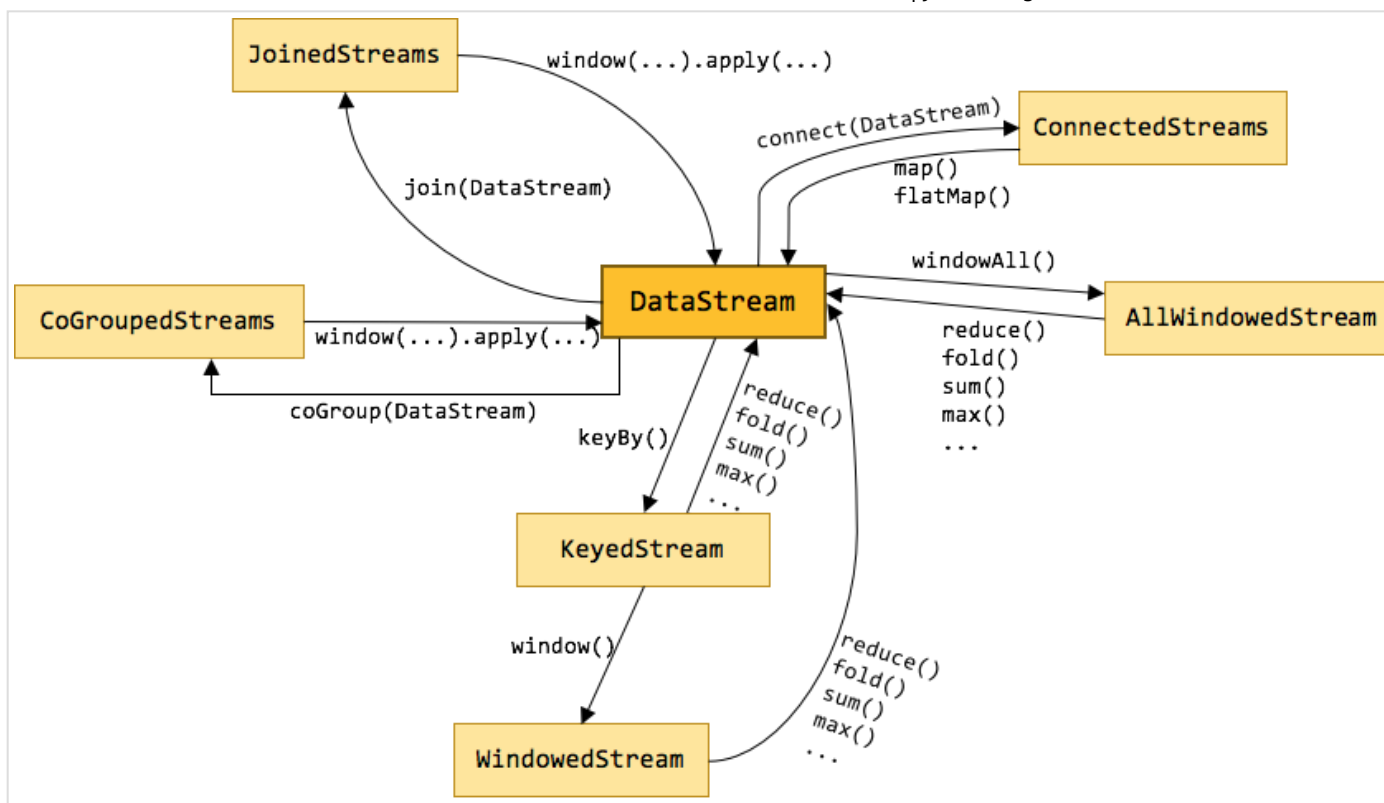 JoinedStreams
window(...).apply(...)
connect(DataStream)
ConnectedStreams
map()
flatMap()
join(DataStream)
windowAll()
DataStream
CoGroupedStreams
AllWindowedStream
window(...).apply(...)
reduce()
fold()
sum()
max()
...
coGroup(DataStream)
keyBy()
reduce()
fold()
sum()
max()
...
KeyedStream
window()
reduce()
fold()
sum()
max()
...
WindowedStream